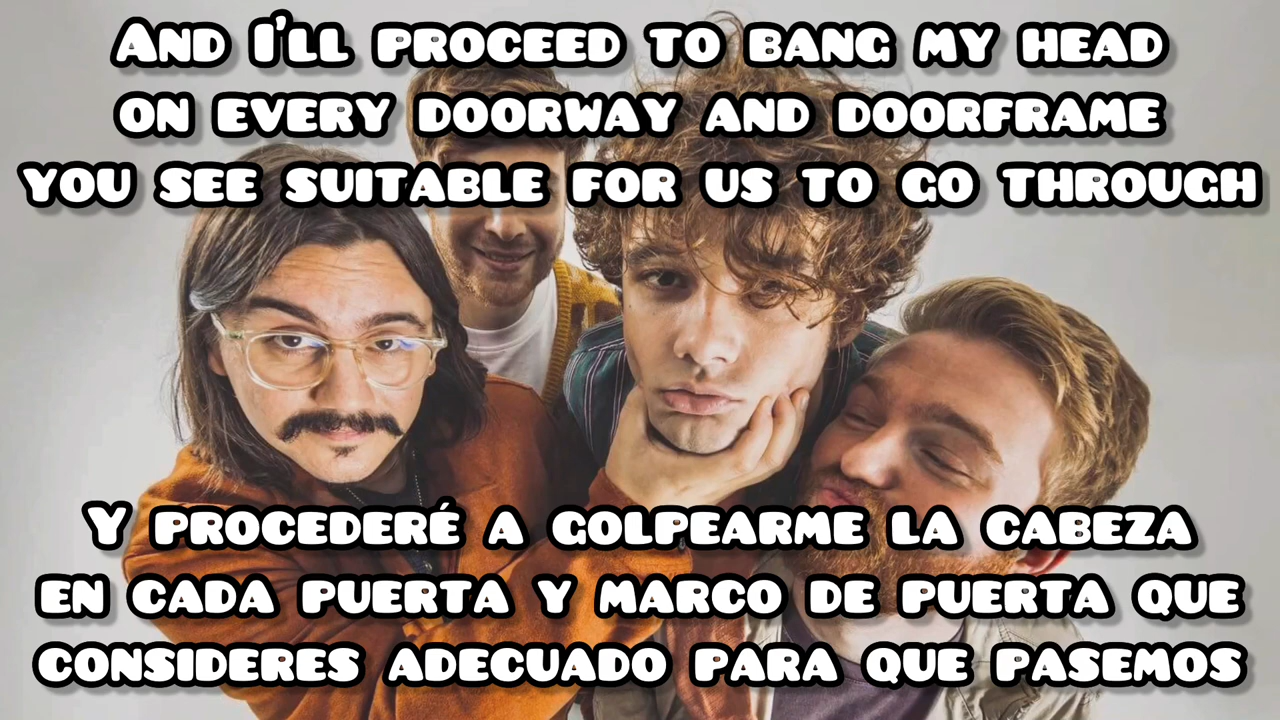 And I'll proceed to bang my head
on every doorway and doorframe
you see suitable for us to go through
Y procederé a golpearme la cabeza
en cada puerta y marco de puerta que
consideres adecuado para que pasemos